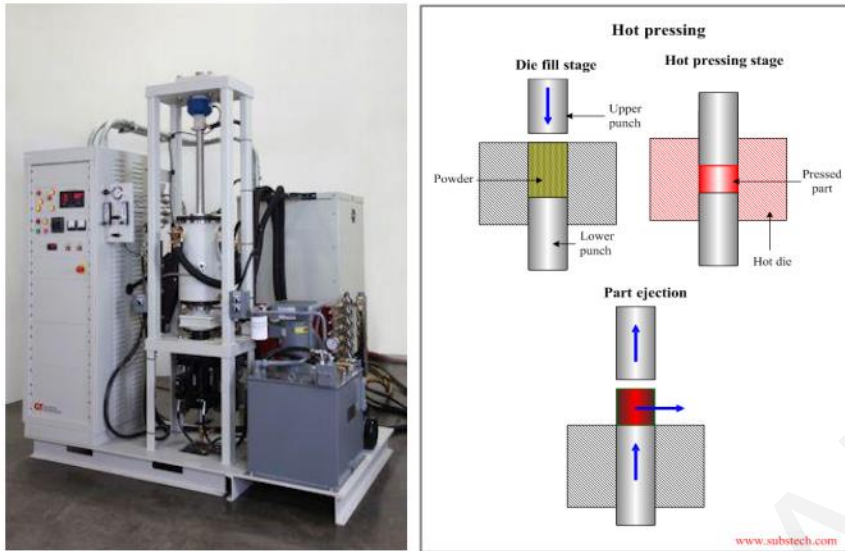 Hot pressing
Die fill stage
Hot pressing stage
Upper
punch
Powder
Pressed
part
Lower
punch
Hot die
Part ejection
www.substech.com